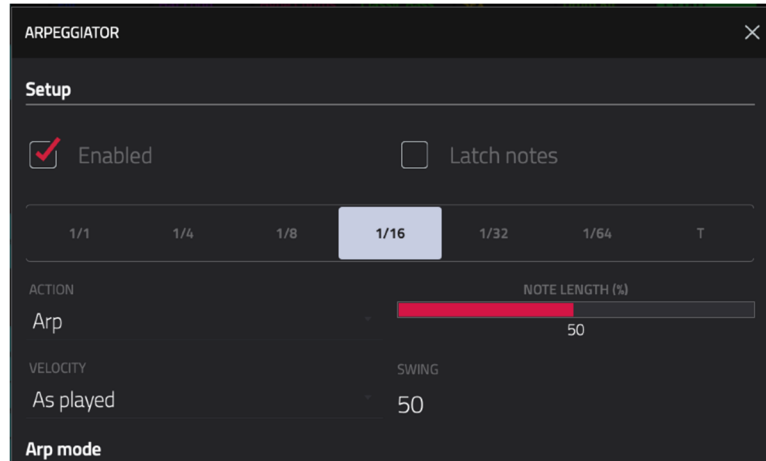 ARPEGGIATOR
Setup
Enabled
Latch notes
1/1 1/4 1/8 1/16 1/32 1/64 T
ACTION
Arp
NOTE LENGTH (%)
50
VELOCITY
As played
SWING
50
Arp mode